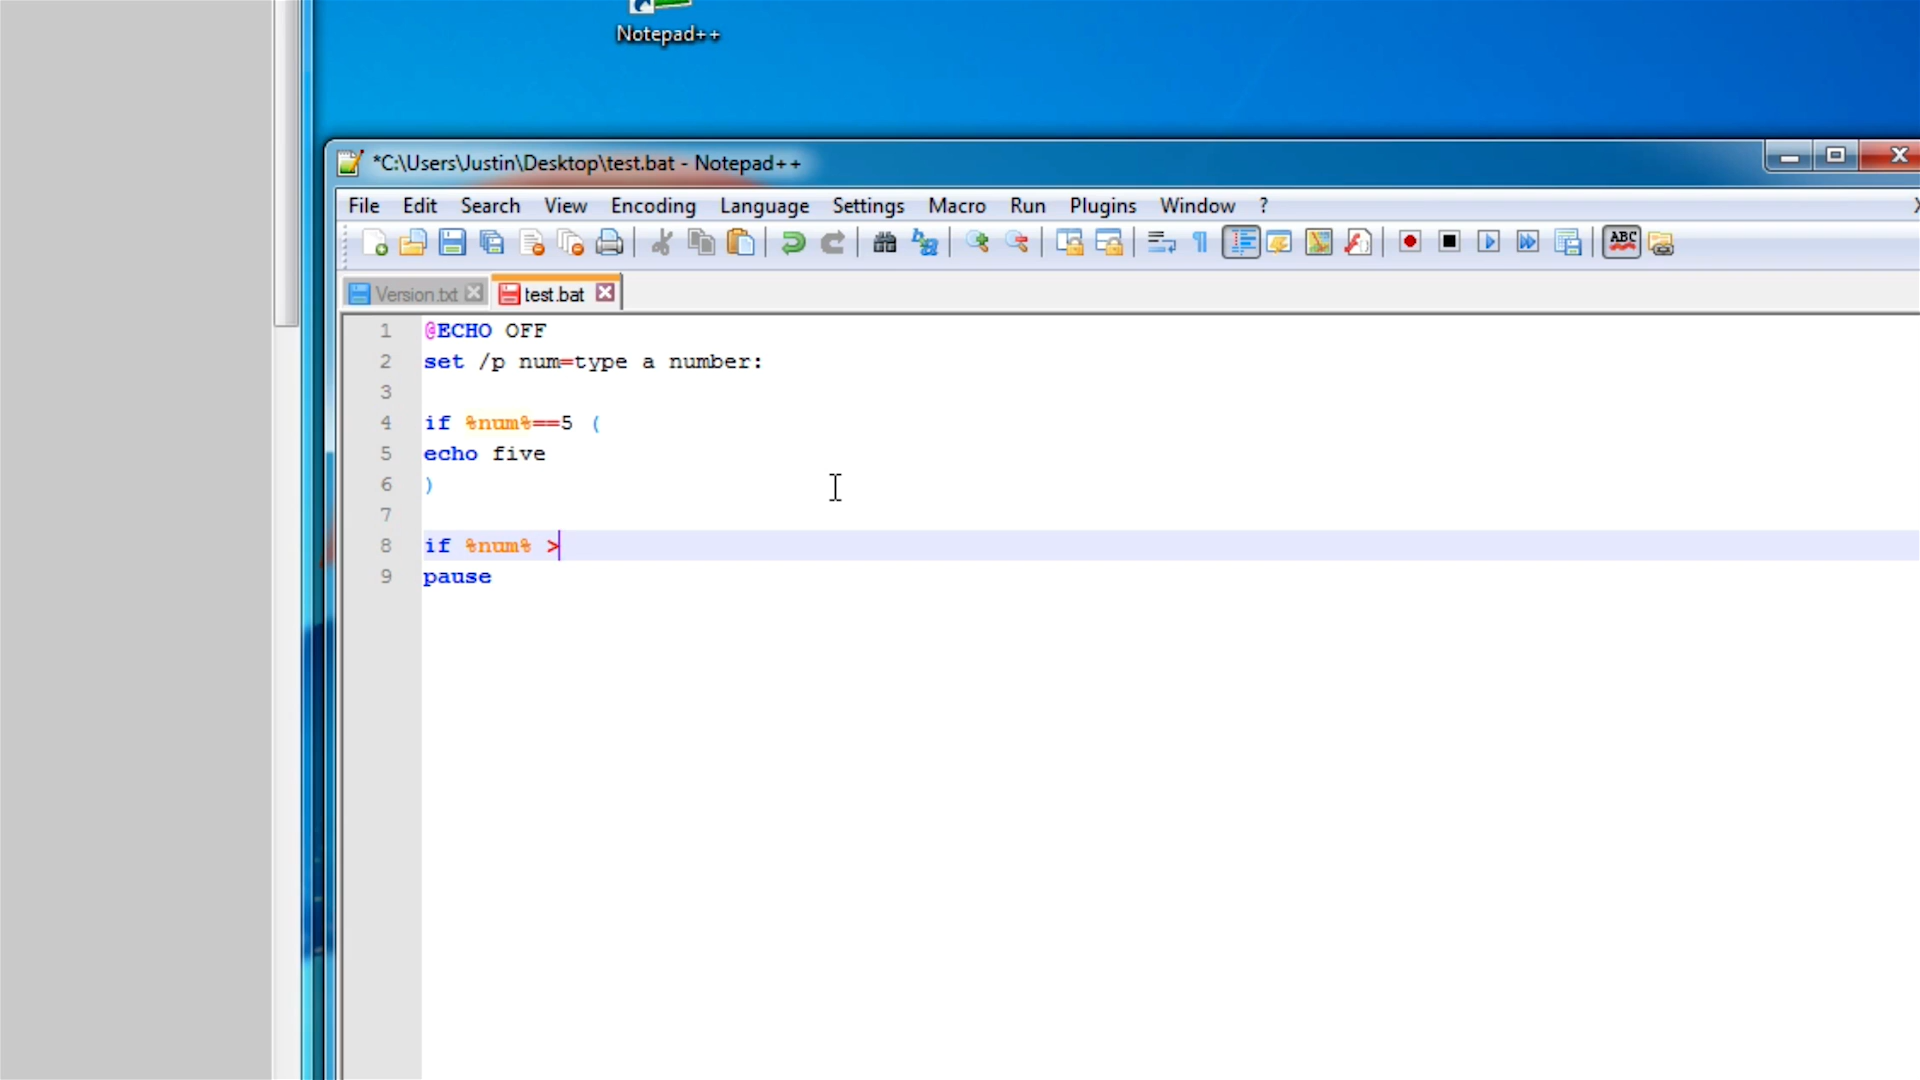 Notepad++
*C:\Users\Justin\Desktop\test.bat - Notepad++
File Edit Search View Encoding Language Settings Macro Run Plugins Window ?
ABC
Version.txt test.bat
1 @ECHO OFF
2 set /p num=type a number:
3
4 if %num%==5 (
5 echo five
6 )
7
8 if %num% >
9 pause